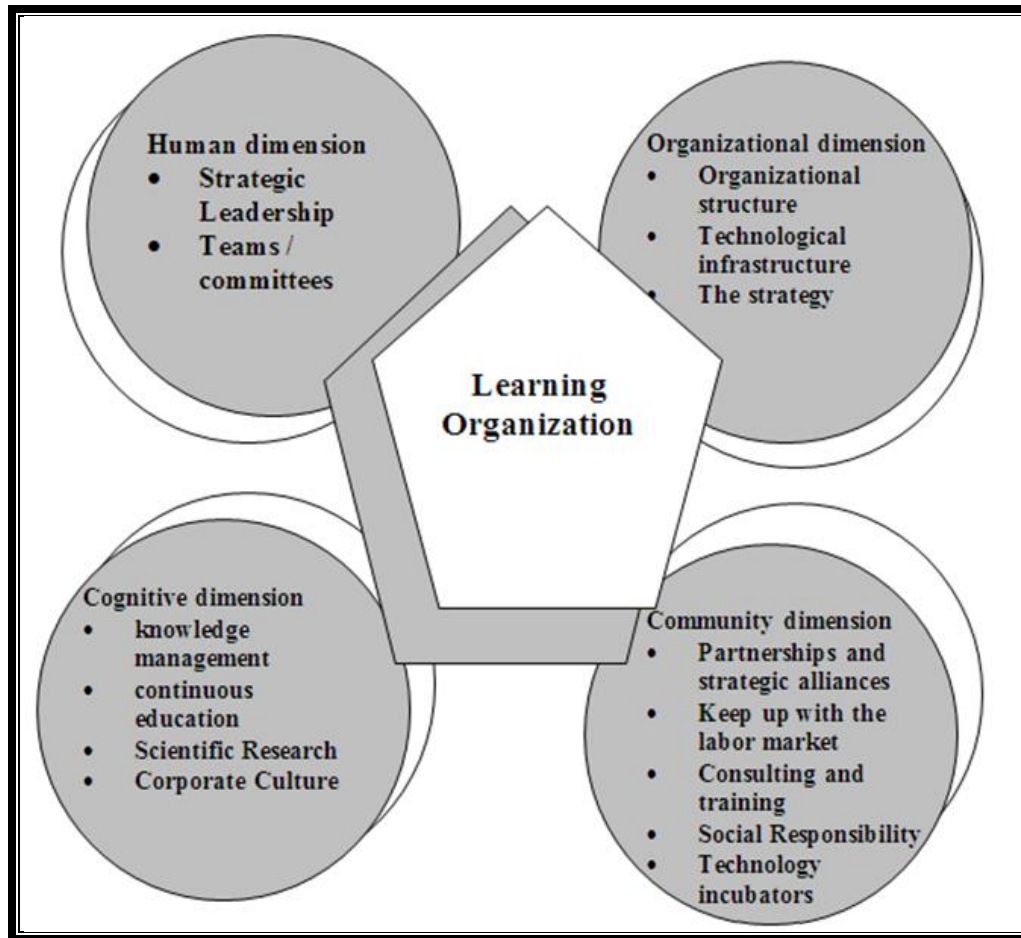 Human dimension
• Strategic
Leadership
• Teams /
committees
Organizational dimension
• Organizational
structure
• Technological
infrastructure
• The strategy
Learning
Organization
Cognitive dimension
• knowledge
management
• continuous
education
• Scientific Research
• Corporate Culture
Community dimension
• Partnerships and
strategic alliances
• Keep up with the
labor market
• Consulting and
training
• Social Responsibility
• Technology
incubators